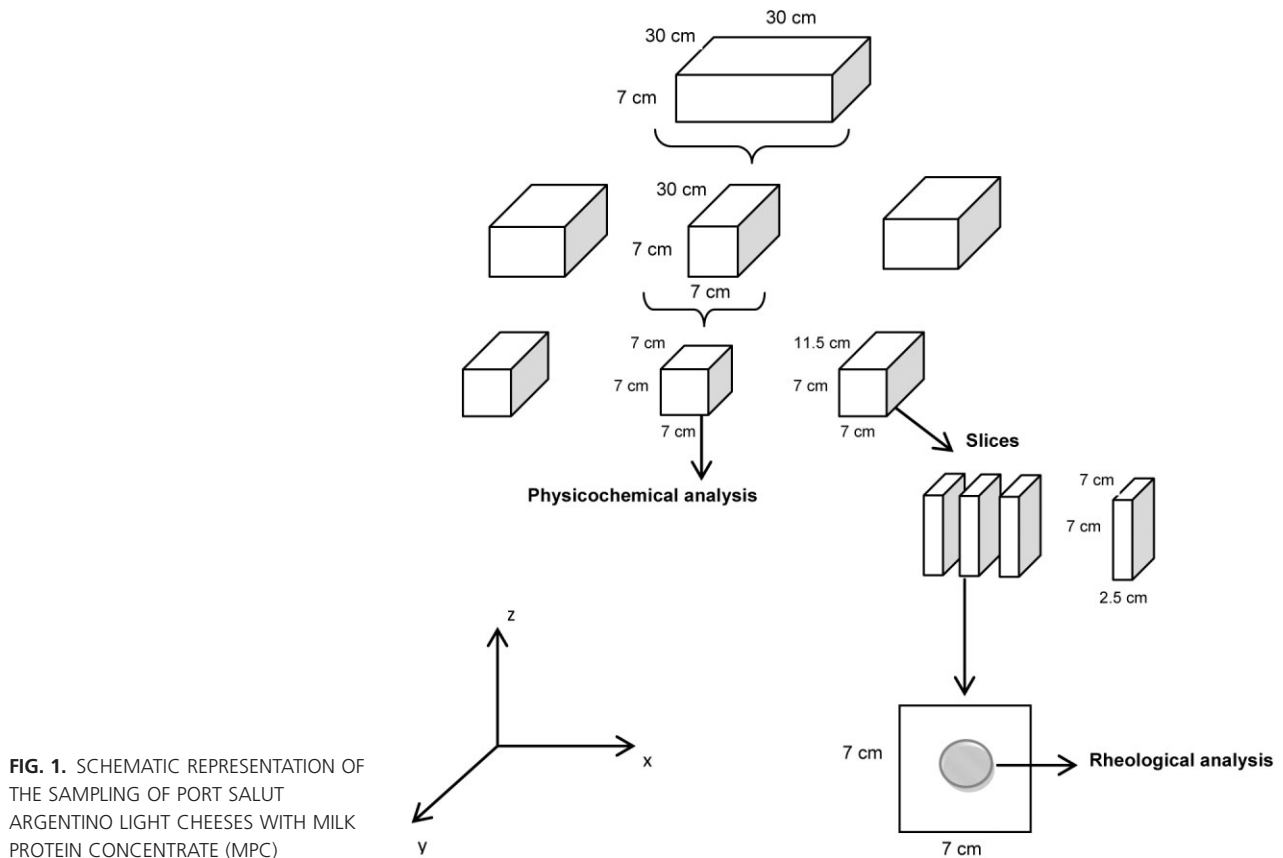 30 cm
30 cm
7 cm
30 cm
7 cm
7 cm
7 cm
11.5 cm
7 cm
7 cm
7 cm
7 cm
Slices
Physicochemical analysis
7 cm
7 cm
2.5 cm
z
x
y
7 cm
Rheological analysis
7 cm
FIG. 1. SCHEMATIC REPRESENTATION OF
THE SAMPLING OF PORT SALUT
ARGENTINO LIGHT CHEESES WITH MILK
PROTEIN CONCENTRATE (MPC)